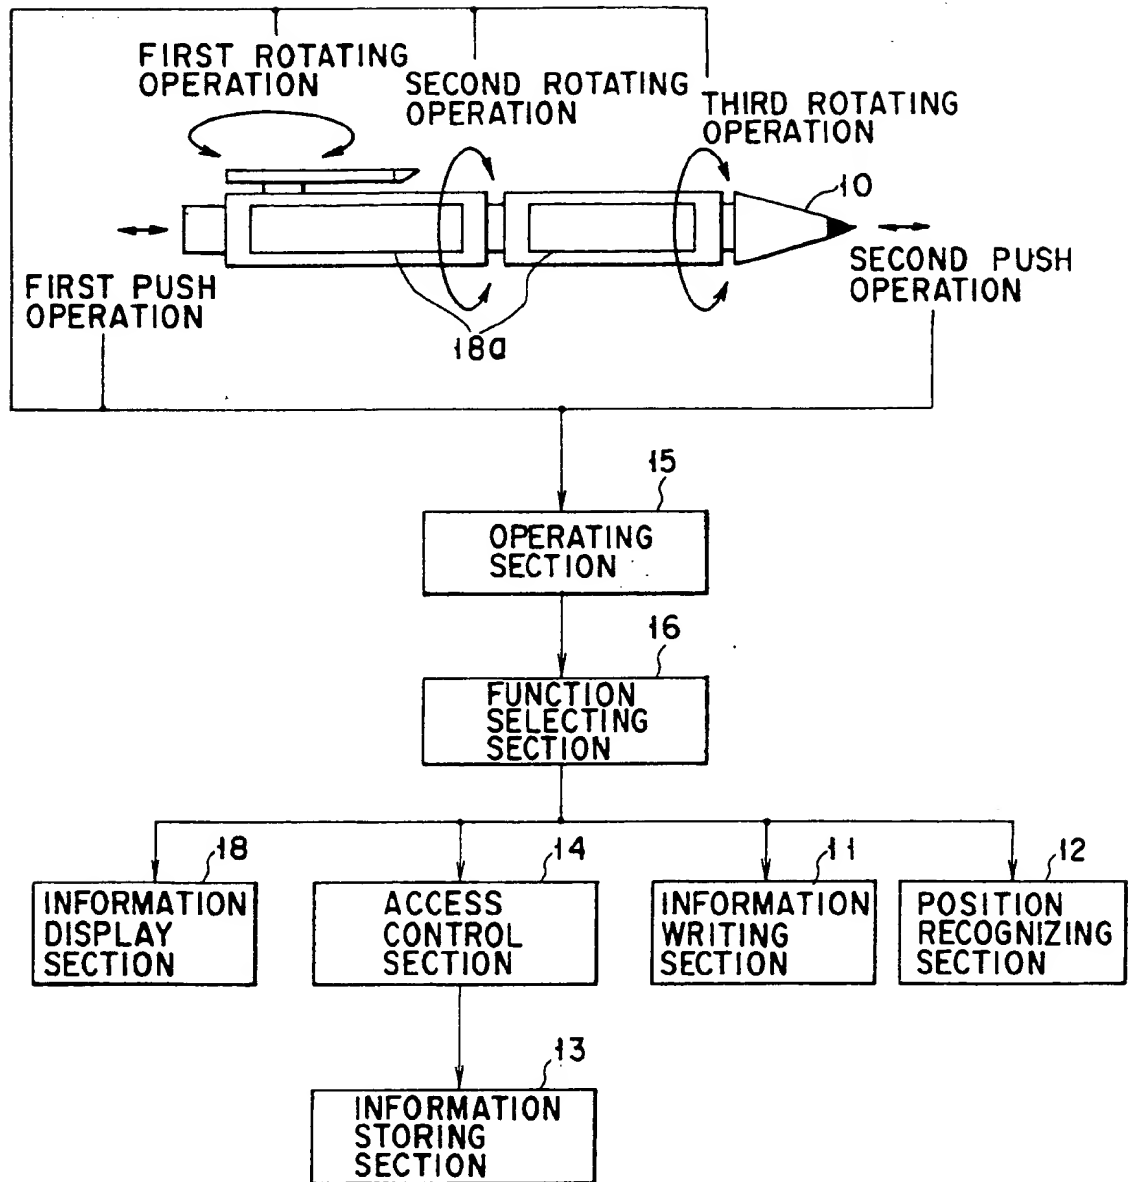 FIRST ROTATING
OPERATION
SECOND ROTATING
OPERATION
THIRD ROTATING
OPERATION
10
FIRST PUSH
OPERATION
18a
SECOND PUSH
OPERATION
15
OPERATING
SECTION
16
FUNCTION
SELECTING
SECTION
18
INFORMATION
DISPLAY
SECTION
14
ACCESS
CONTROL
SECTION
11
INFORMATION
WRITING
SECTION
12
POSITION
RECOGNIZING
SECTION
13
INFORMATION
STORING
SECTION